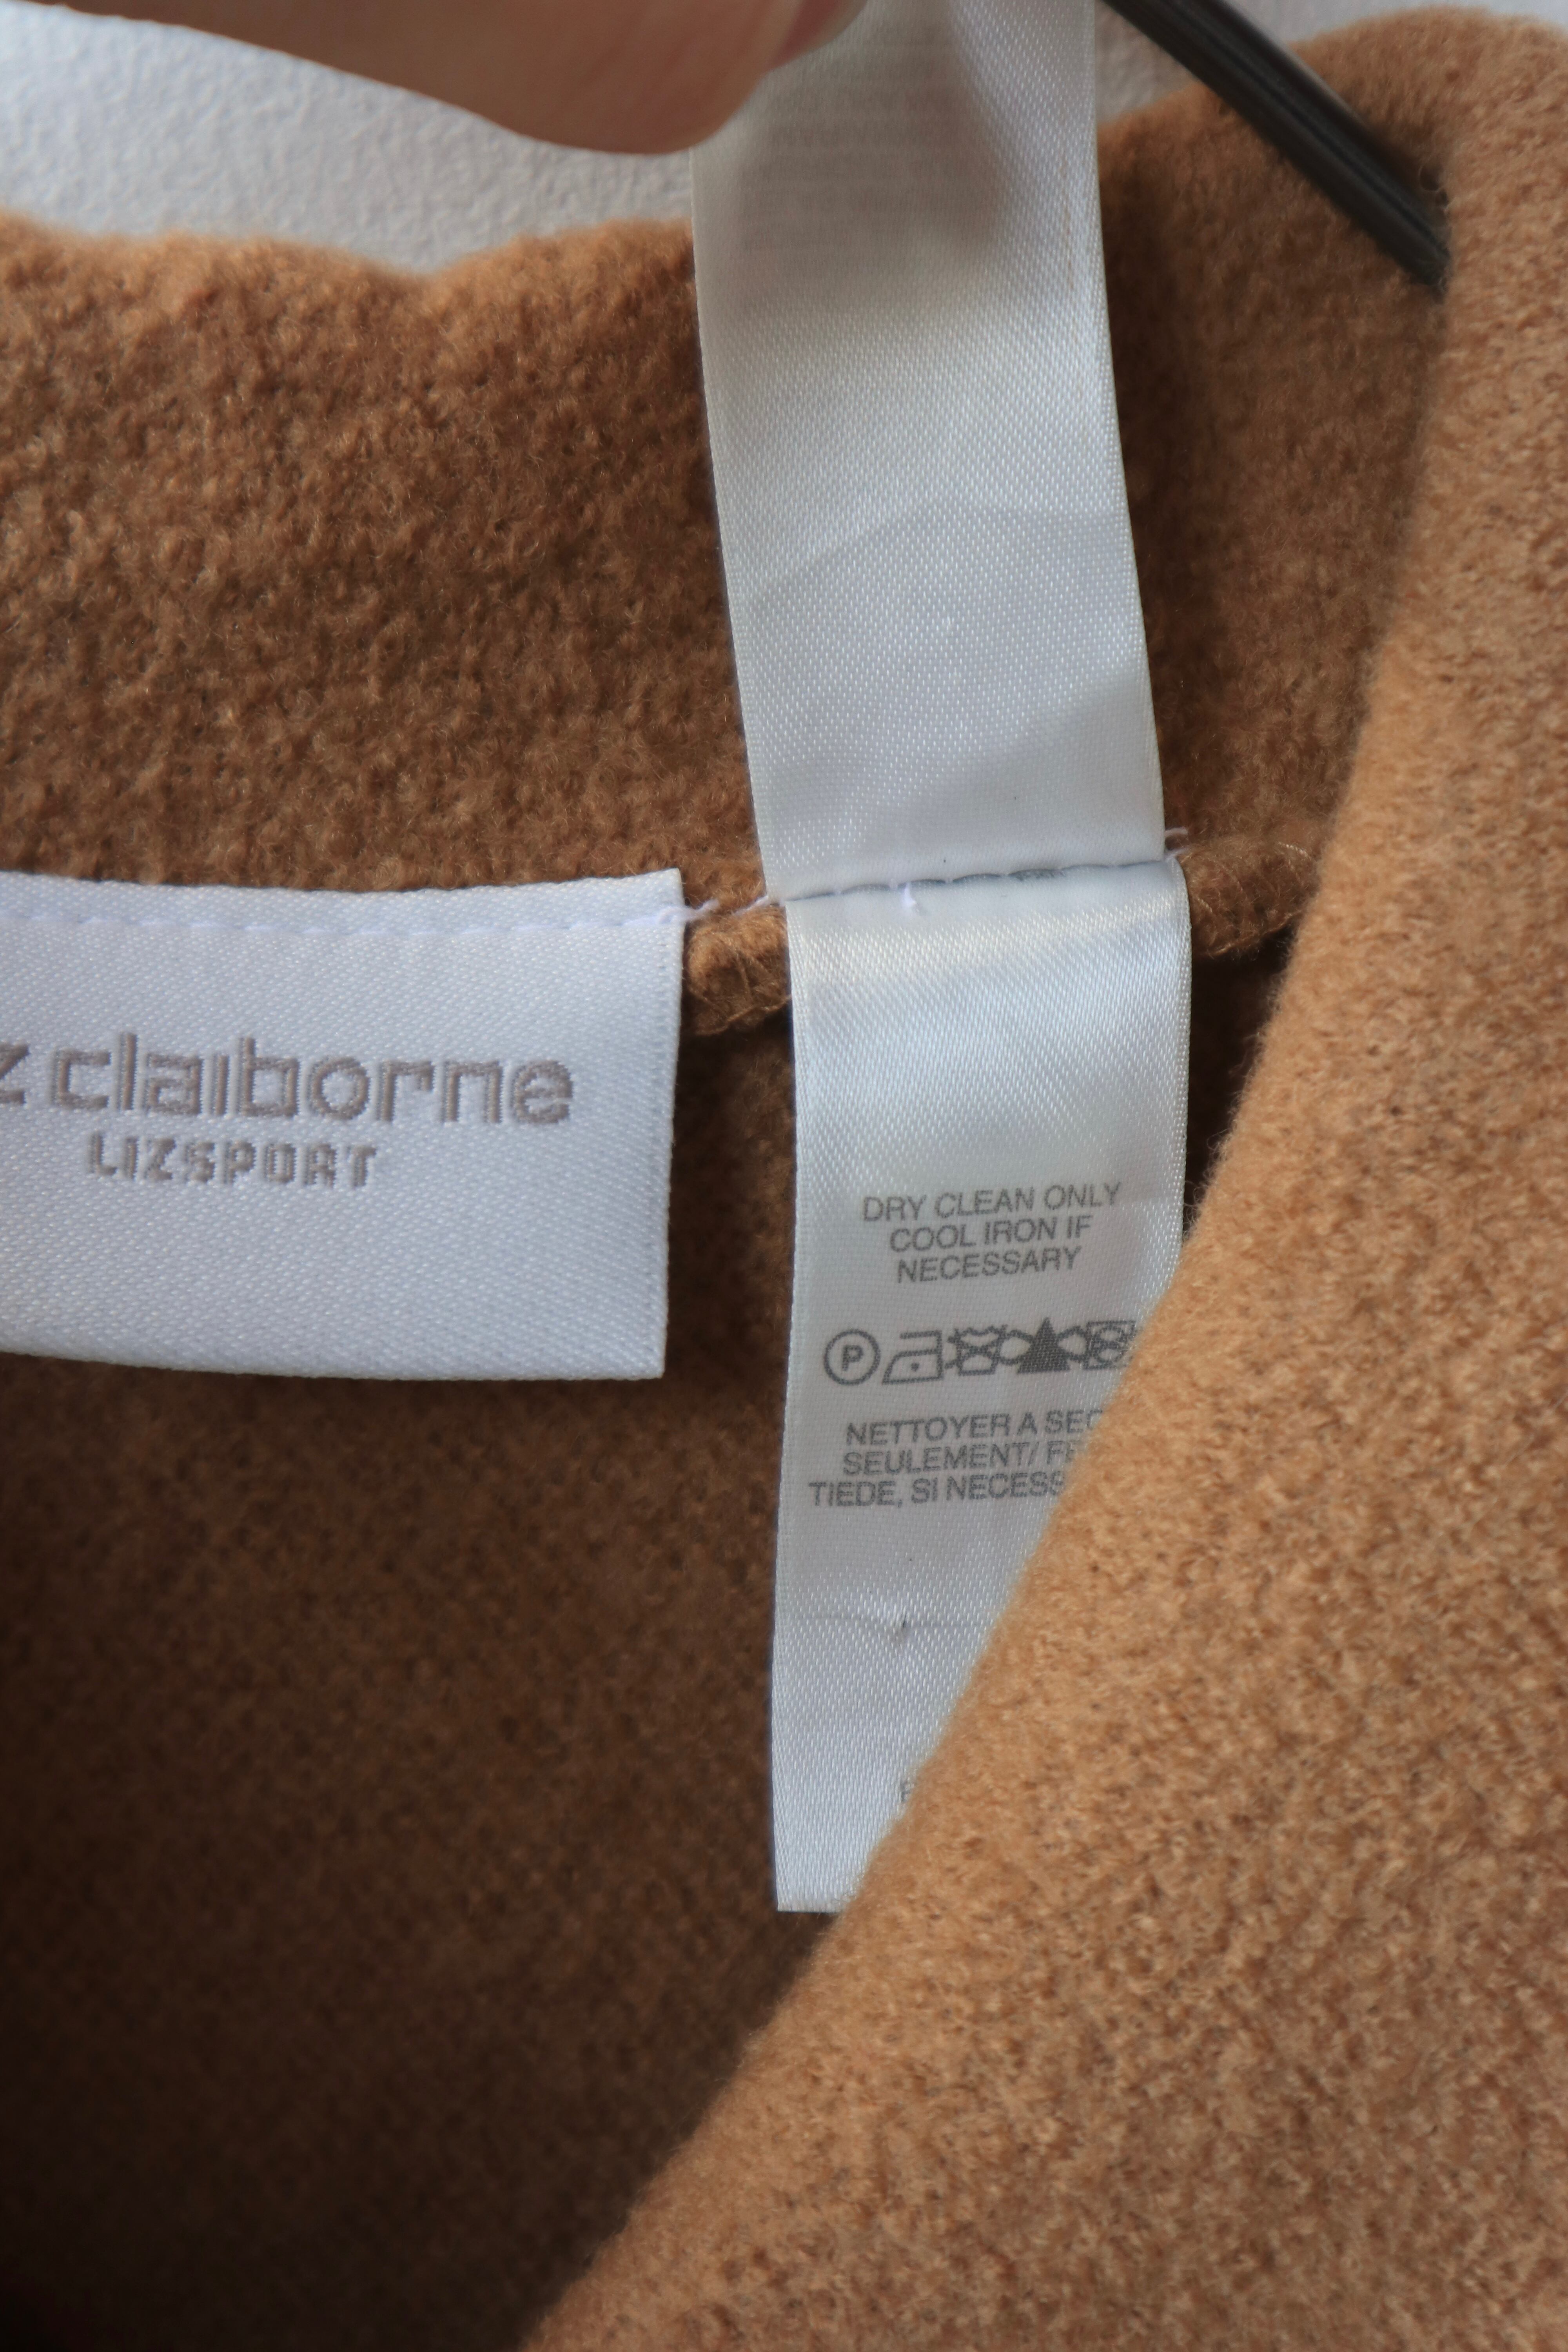 claiborne
LIZSPORT
DRY CLEAN ONLY
COOL IRON IF
NECESSARY
P
NETTOYER A SEC
SEULEMENT/
TIEDE, SI